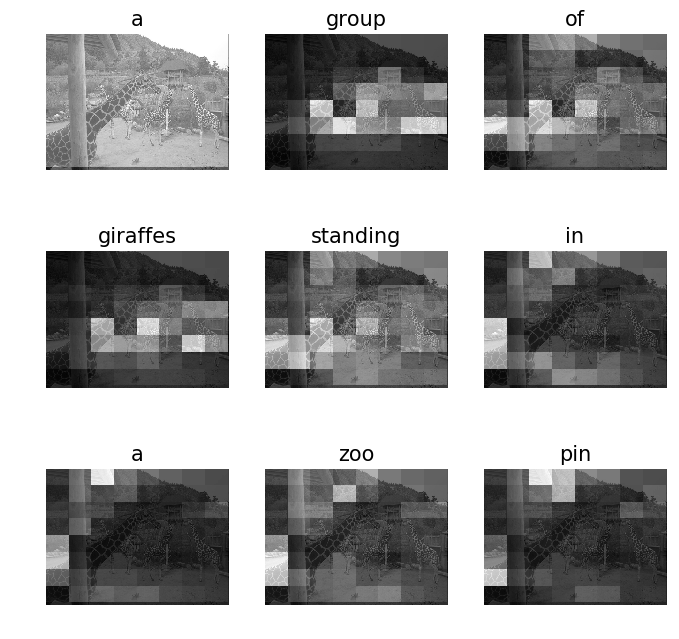 a group of
giraffes standing in
a zoo pin